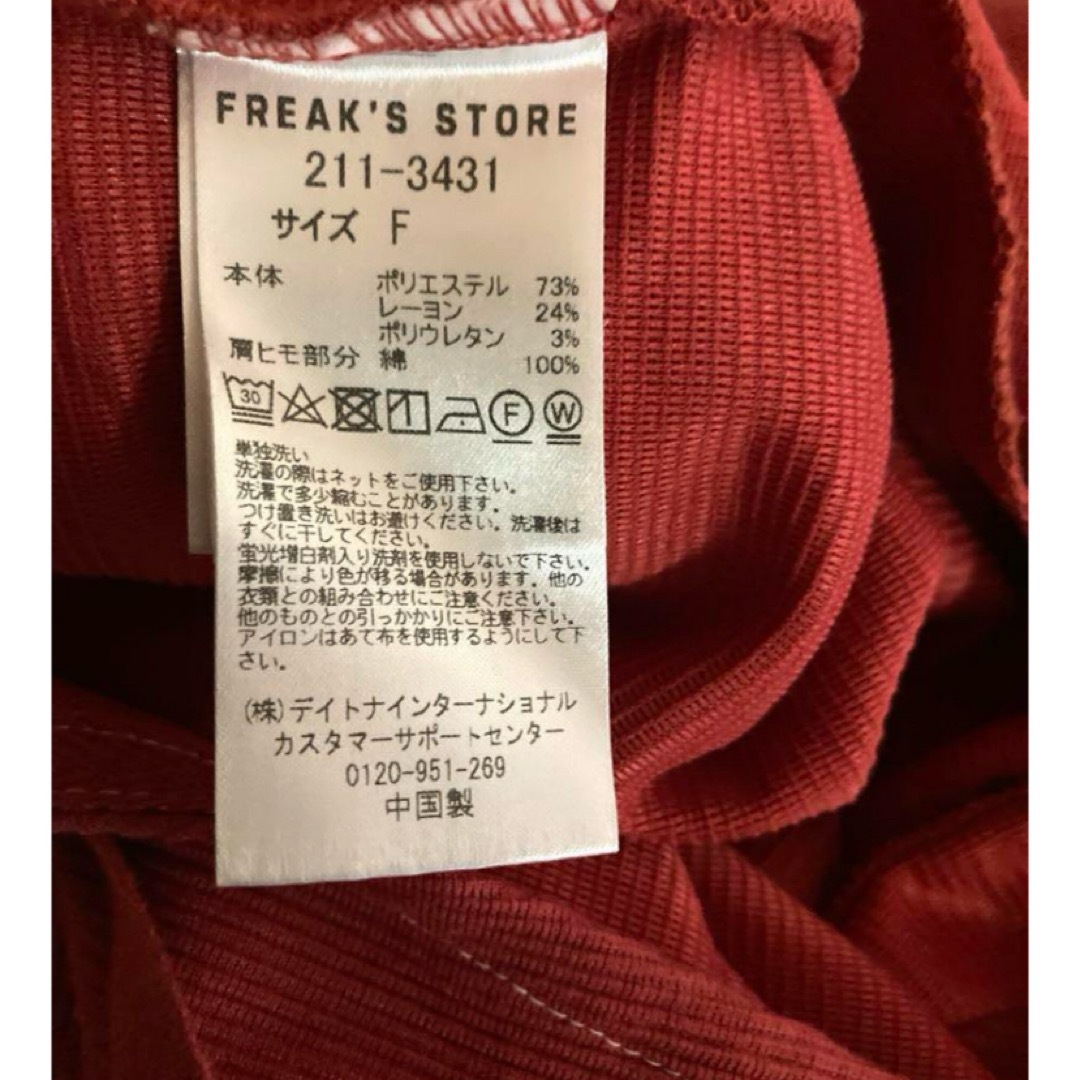 FREAK'S STORE
211-3431
サイズ F
本体 ポリエステル 73%
レーヨン 24%
ポリウレタン 3%
肩ヒモ部分 綿 100%
30 F W
単独洗い
洗濯の際はネットをご使用下さい。
洗濯で多少縮むことがあります。
つけ置き洗いはお避けください。洗濯後は
すぐに干してください。
蛍光増白剤入り洗剤を使用しないで下さい。
摩擦により色が移る場合があります。他の
衣類との組み合わせにご注意ください。
他のものとの引っかかりにご注意下さい。
アイロンはあて布を使用するようにして下
さい。
(株)デイトナインターナショナル
カスタマーサポートセンター
0120-951-269
中国製